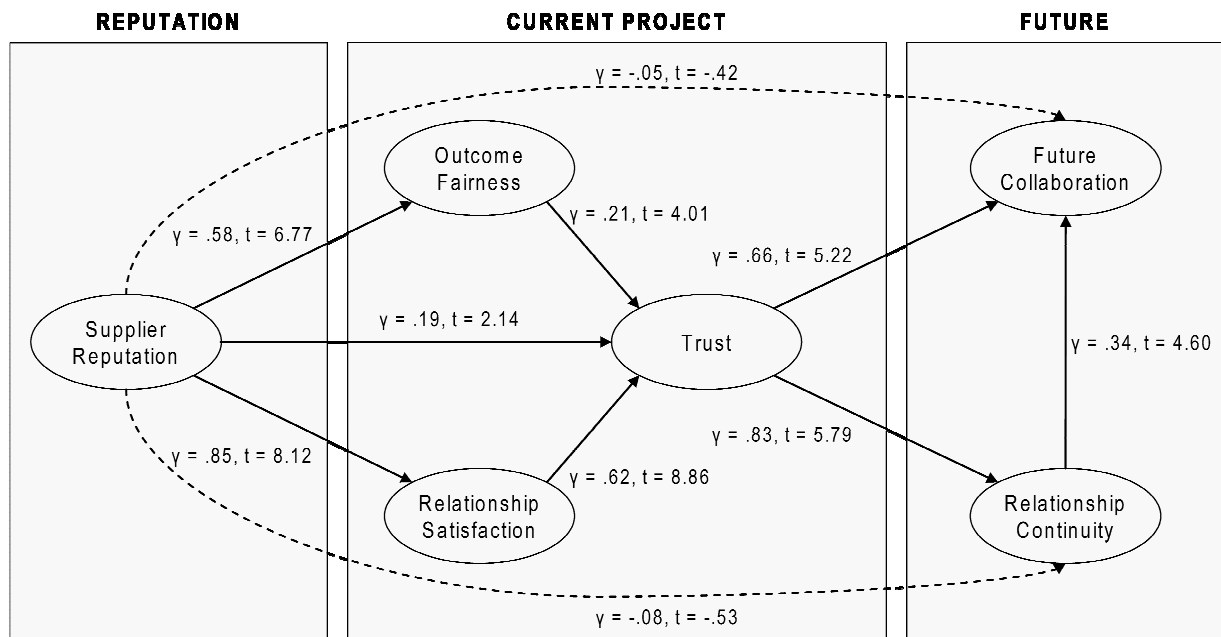 REPUTATION
CURRENT PROJECT
FUTURE
γ = -.05, t = -.42
Outcome
Fairness
Future
Collaboration
γ = .58, t = 6.77
γ = .21, t = 4.01
γ = .66, t = 5.22
Supplier
Reputation
γ = .19, t = 2.14
Trust
γ = .34, t = 4.60
γ = .85, t = 8.12
γ = .83, t = 5.79
γ = .62, t = 8.86
Relationship
Satisfaction
Relationship
Continuity
γ = -.08, t = -.53